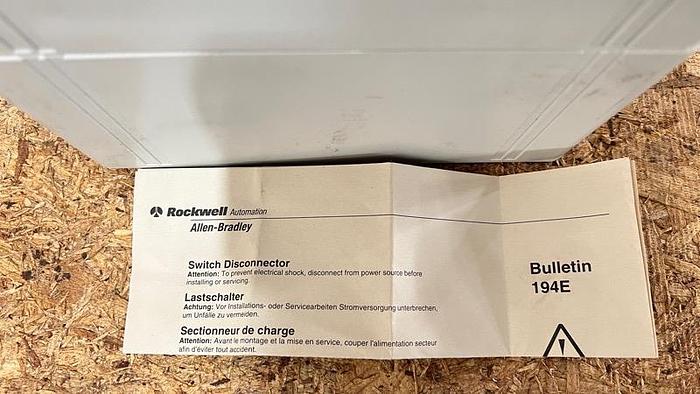 Rockwell Automation
Allen-Bradley
Switch Disconnector
Attention: To prevent electrical shock, disconnect from power source before
installing or servicing.
Lastschalter
Achtung: Vor Installations- oder Servicearbeiten Stromversorgung unterbrechen,
um Unfälle zu vermeiden.
Sectionneur de charge
Attention: Avant le montage et la mise en service, couper l'alimentation secteur
afin d'éviter tout accident.
Bulletin
194E